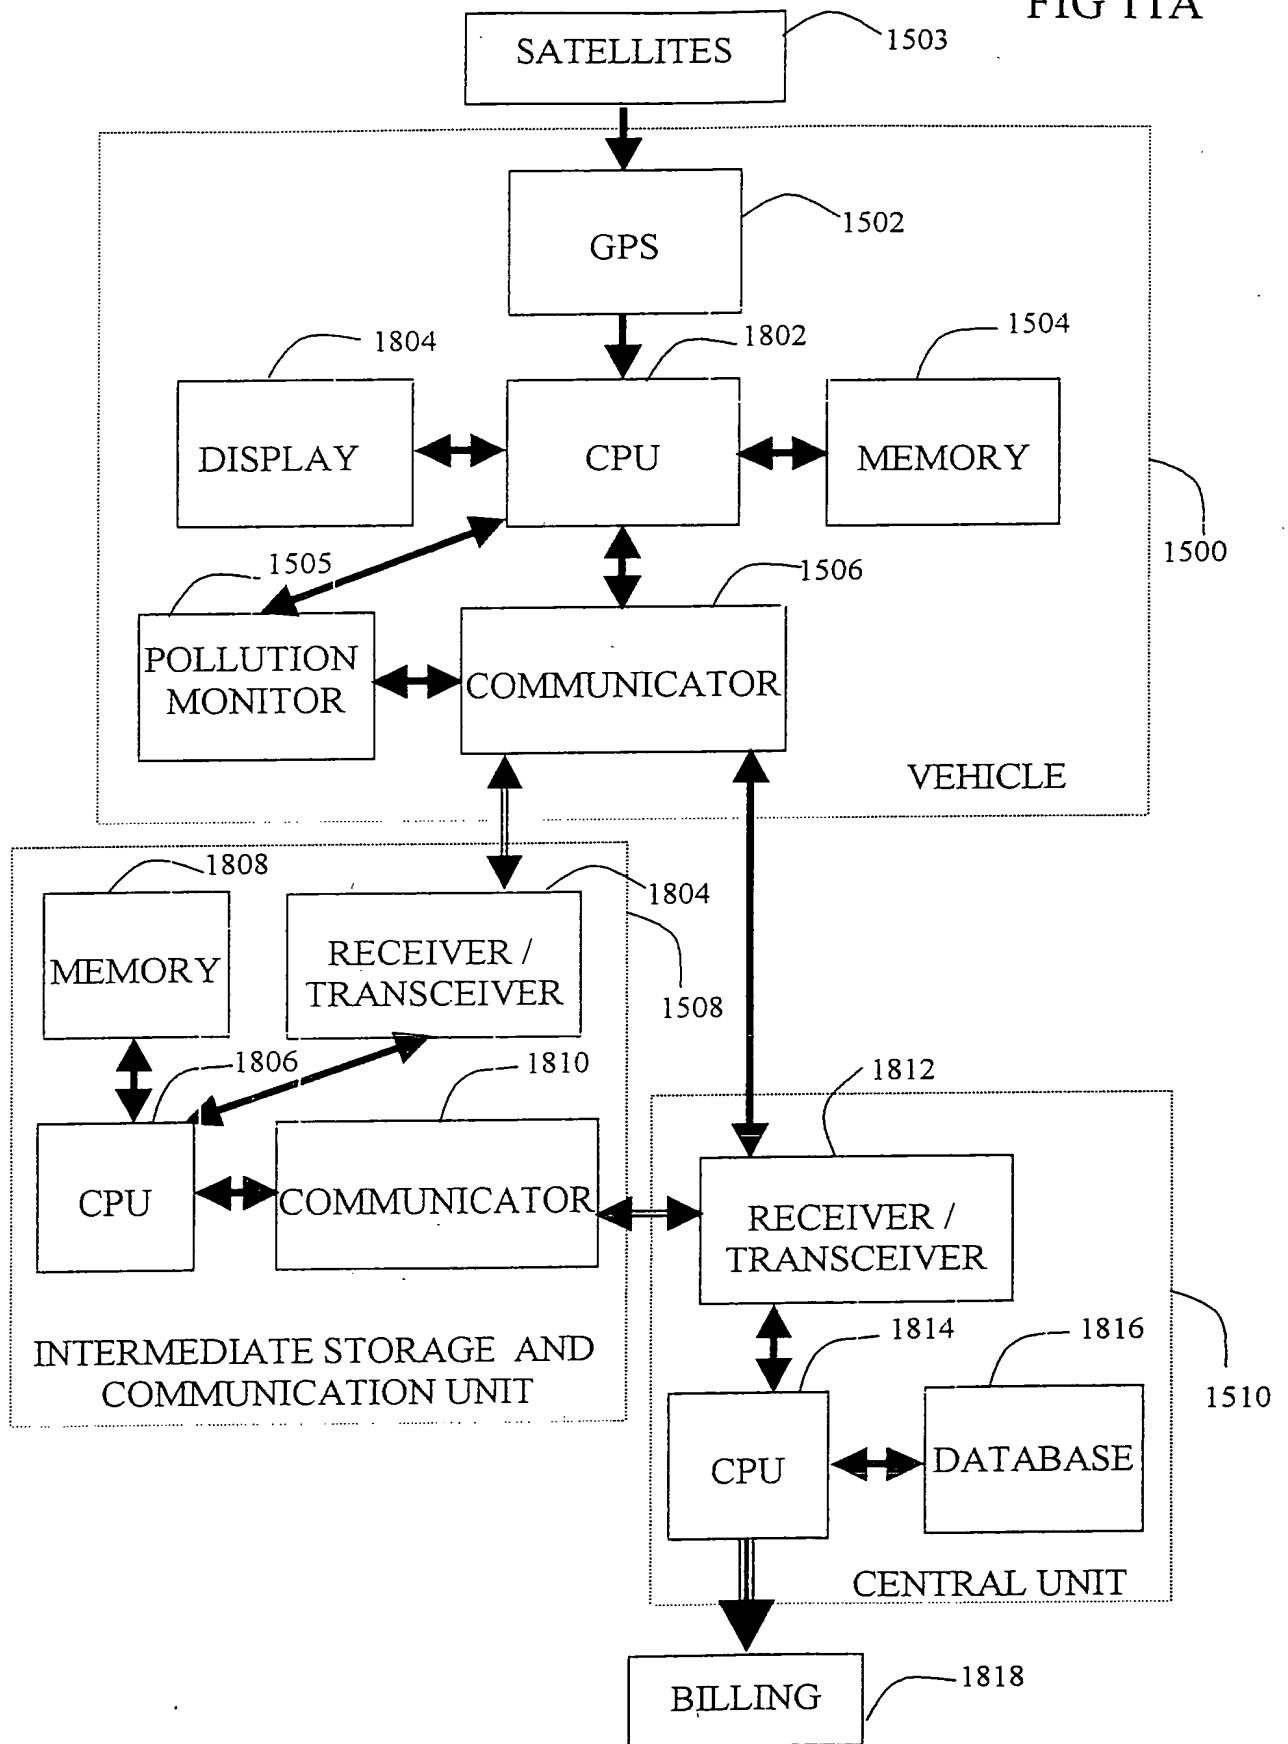 FIG 11A
SATELLITES
1503
GPS
1502
1804
1802
1504
DISPLAY
CPU
MEMORY
1500
1505
1506
POLLUTION
MONITOR
COMMUNICATOR
VEHICLE
1808
1804
MEMORY
RECEIVER /
TRANSCEIVER
1508
1806
1810
1812
CPU
COMMUNICATOR
RECEIVER /
TRANSCEIVER
INTERMEDIATE STORAGE AND
COMMUNICATION UNIT
1814
1816
1510
CPU
DATABASE
CENTRAL UNIT
BILLING
1818